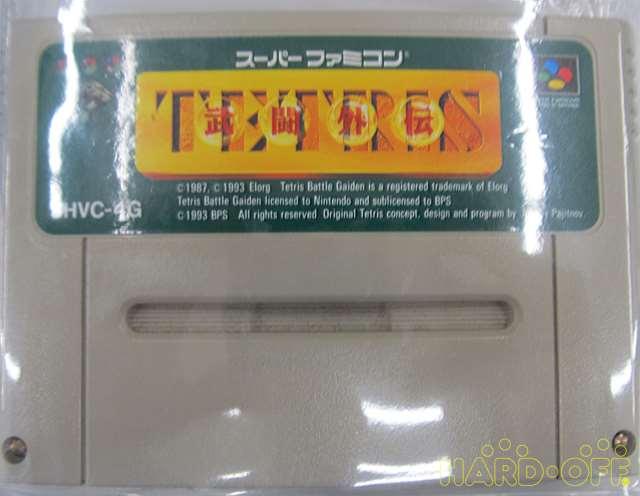 スーパーファミコン
TETRIS
武闘外伝
©1987, ©1993 Elorg Tetris Battle Gaiden is a registered trademark of Elorg
Tetris Battle Gaiden licensed to Nintendo and sublicensed to BPS
©1993 BPS All rights reserved Original Tetris concept, design and program by Pajitnov.
HARD-OFF